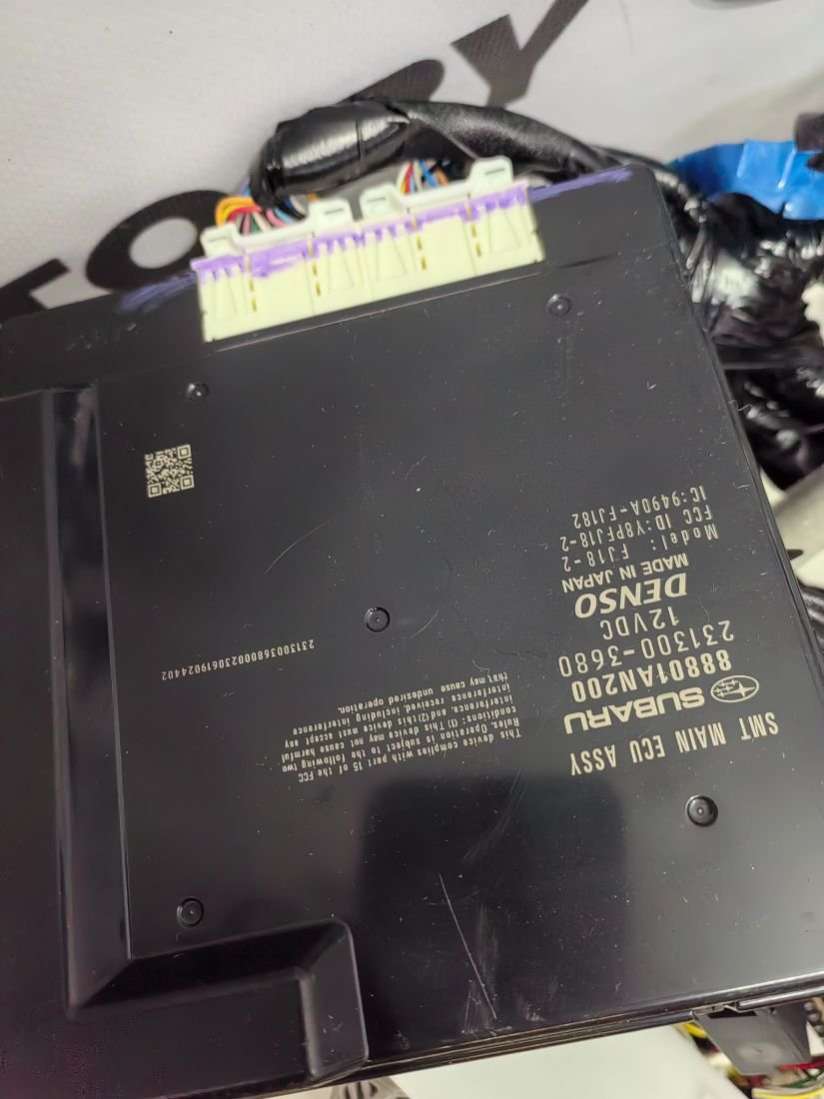 TORY
SMT MAIN ECU ASSY
SUBARU
88801AN200
231300-3680
12VDC
DENSO
MADE IN JAPAN
Model: FJ18-2
FCC ID:Y8PFJ18-2
IC:9490A-FJ182
This device complies with part 15 of the FCC
Rules. Operation is subject to the following two
conditions: (1) This device may not cause harmful
interference, and(2) this device must accept any
interference received, including interference
that may cause undesired operation.
2313003680000230619024402